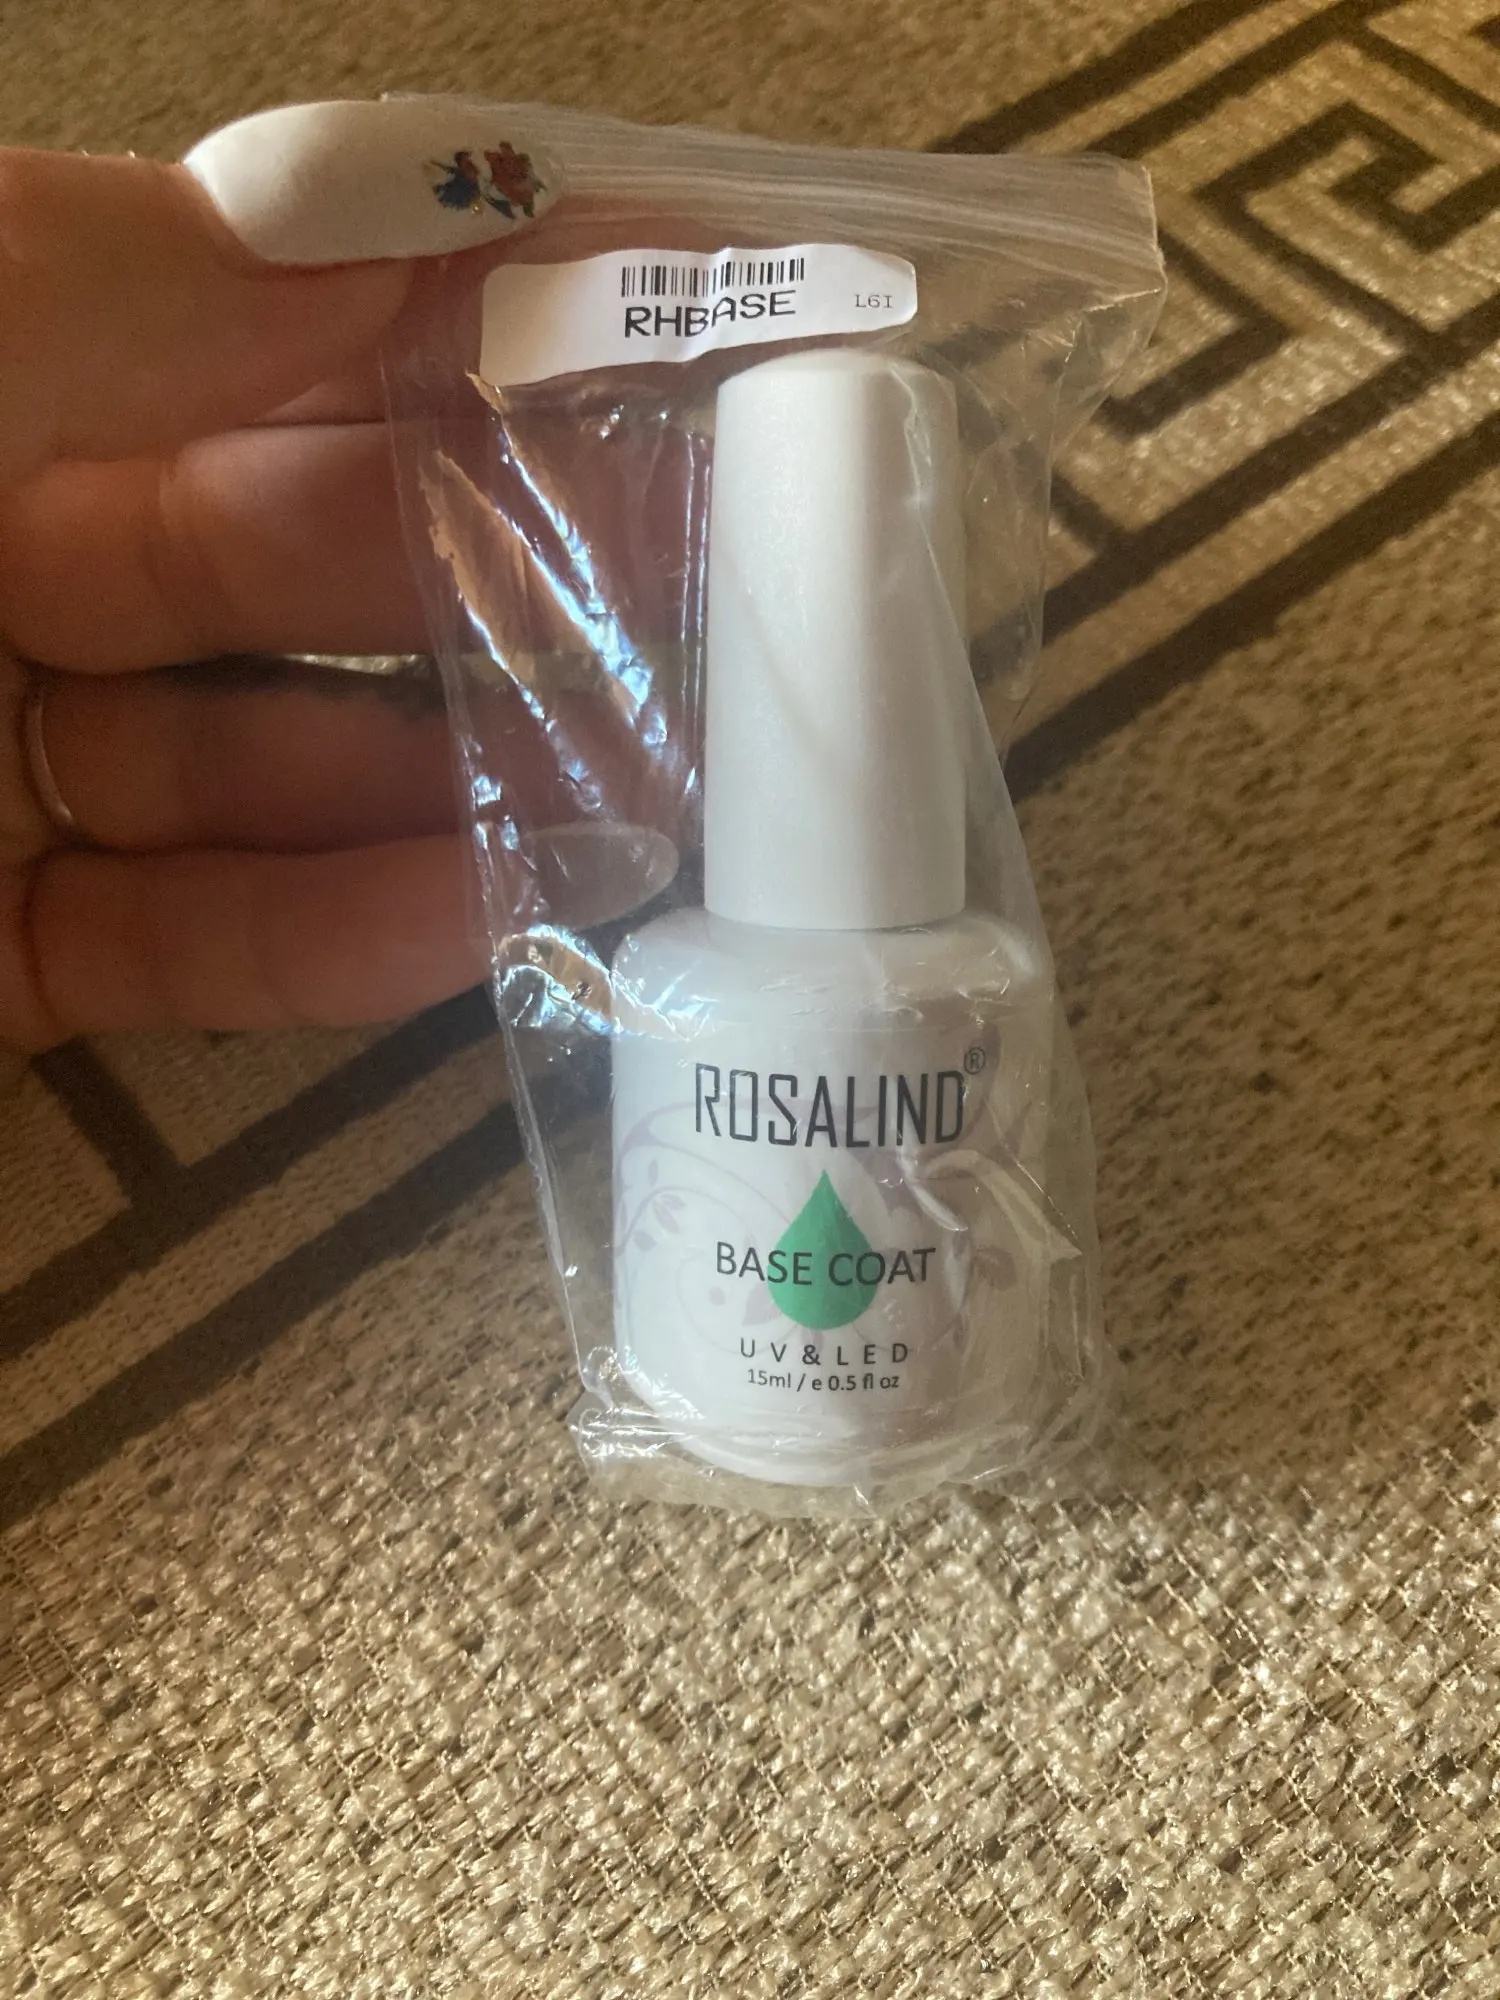 RHBASE
L6I
ROSALIND®
BASE COAT
UV&LED
15ml / e 0.5 fl oz